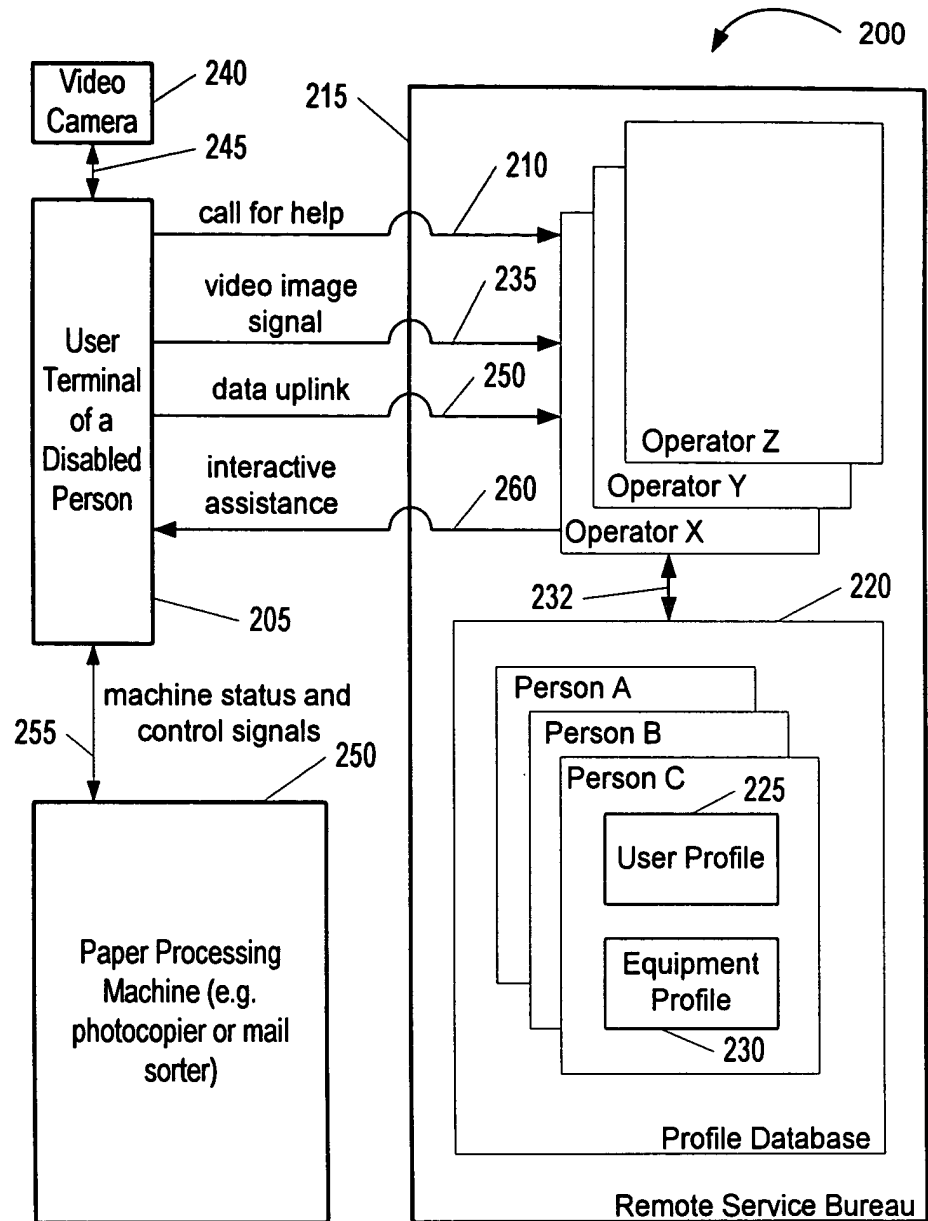 200
Video
Camera
240
245
215
210
call for help
235
video image
signal
250
data uplink
User
Terminal
of a
Disabled
Person
interactive
assistance
260
Operator Z
Operator Y
Operator X
205
232
220
machine status and
control signals
255
250
Person A
Person B
Person C
225
User Profile
Equipment
Profile
230
Paper Processing
Machine (e.g.
photocopier or mail
sorter)
Profile Database
Remote Service Bureau